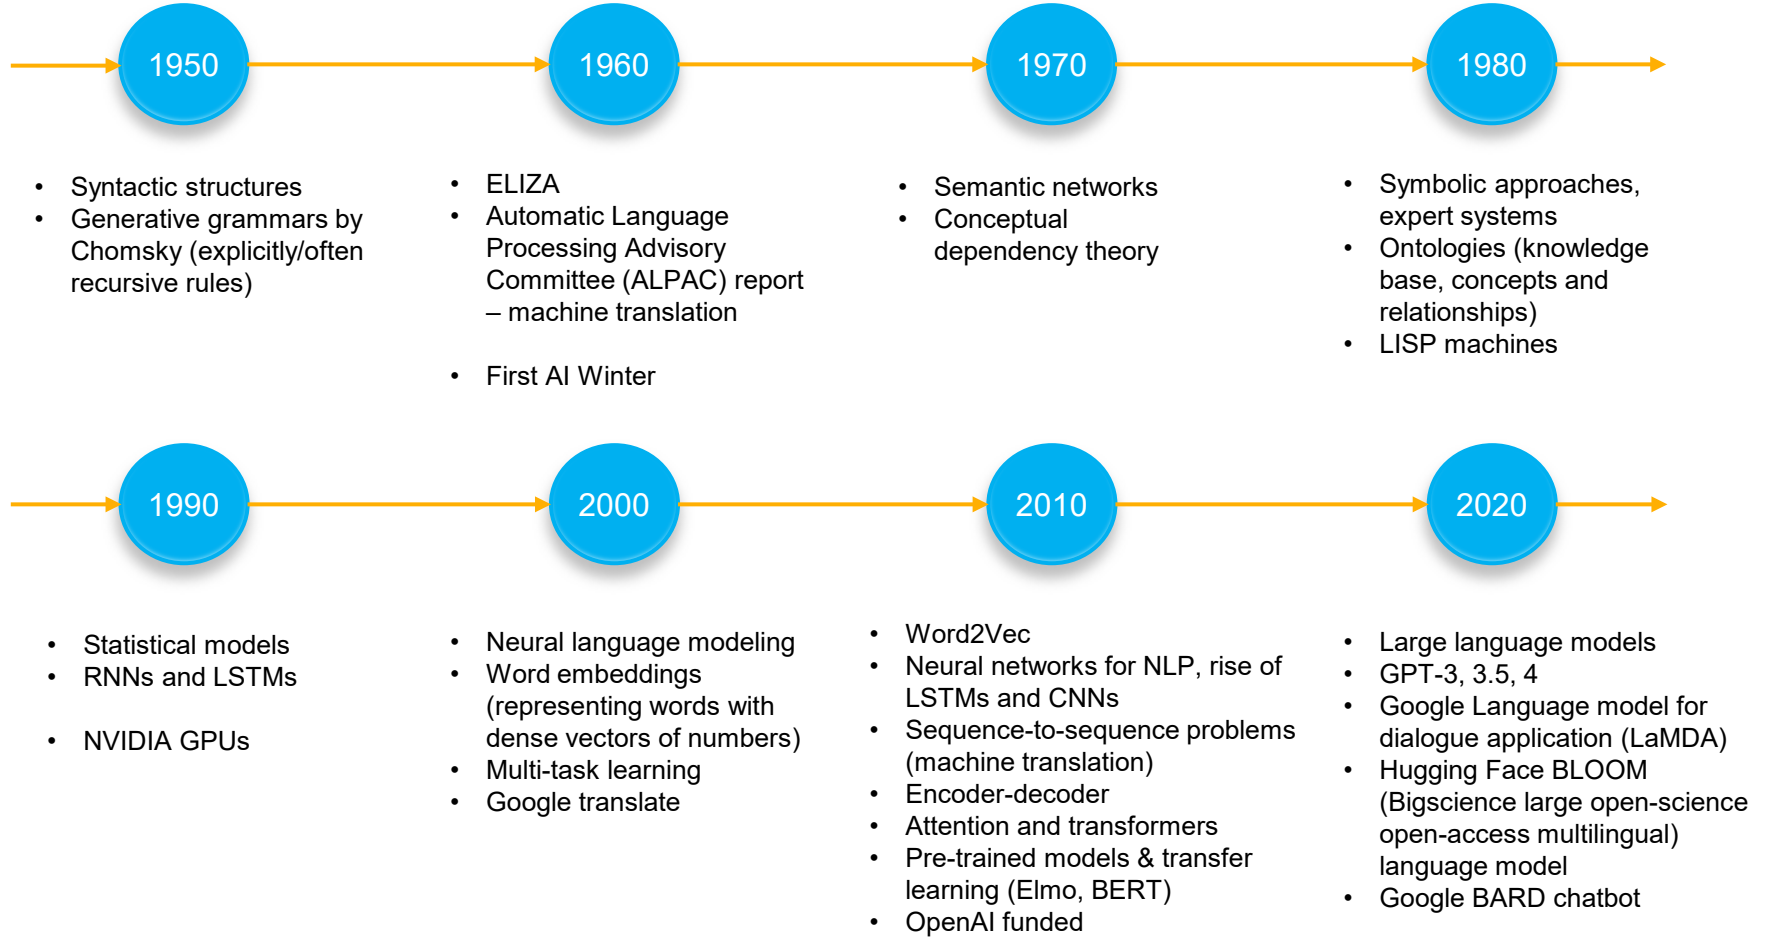 1950
1960
1970
1980
• Syntactic structures
• Generative grammars by
Chomsky (explicitly/often
recursive rules)
• ELIZA
• Automatic Language
Processing Advisory
Committee (ALPAC) report
– machine translation
• First AI Winter
• Semantic networks
• Conceptual
dependency theory
• Symbolic approaches,
expert systems
• Ontologies (knowledge
base, concepts and
relationships)
• LISP machines
1990
2000
2010
2020
• Statistical models
• RNNs and LSTMs
• NVIDIA GPUs
• Neural language modeling
• Word embeddings
(representing words with
dense vectors of numbers)
• Multi-task learning
• Google translate
• Word2Vec
• Neural networks for NLP, rise of
LSTMs and CNNs
• Sequence-to-sequence problems
(machine translation)
• Encoder-decoder
• Attention and transformers
• Pre-trained models & transfer
learning (Elmo, BERT)
• OpenAI funded
• Large language models
• GPT-3, 3.5, 4
• Google Language model for
dialogue application (LaMDA)
• Hugging Face BLOOM
(Bigscience large open-science
open-access multilingual)
language model
• Google BARD chatbot